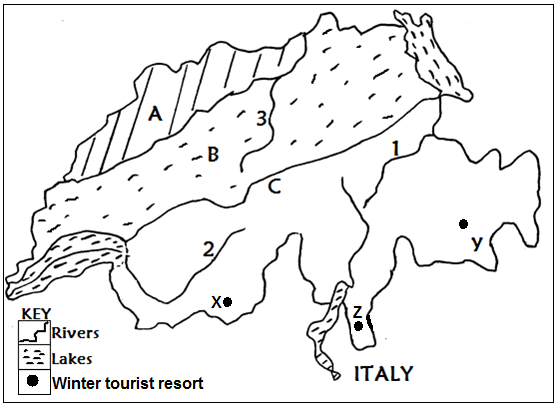 A
3
B
1
C
2
y
X
Z
KEY
Rivers
Lakes
Winter tourist resort
ITALY